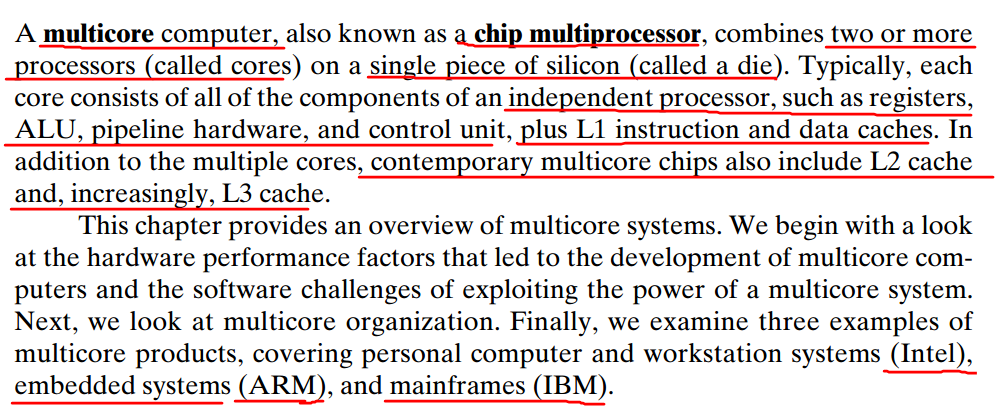 A multicore computer, also known as a chip multiprocessor, combines two or more
processors (called cores) on a single piece of silicon (called a die). Typically, each
core consists of all of the components of an independent processor, such as registers,
ALU, pipeline hardware, and control unit, plus L1 instruction and data caches. In
addition to the multiple cores, contemporary multicore chips also include L2 cache
and, increasingly, L3 cache.
This chapter provides an overview of multicore systems. We begin with a look
at the hardware performance factors that led to the development of multicore com-
puters and the software challenges of exploiting the power of a multicore system.
Next, we look at multicore organization. Finally, we examine three examples of
multicore products, covering personal computer and workstation systems (Intel),
embedded systems (ARM), and mainframes (IBM).